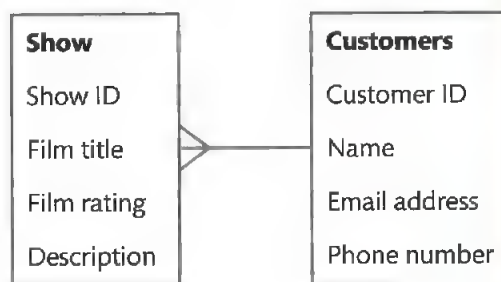 Show
Show ID
Film title
Film rating
Description
Customers
Customer ID
Name
Email address
Phone number